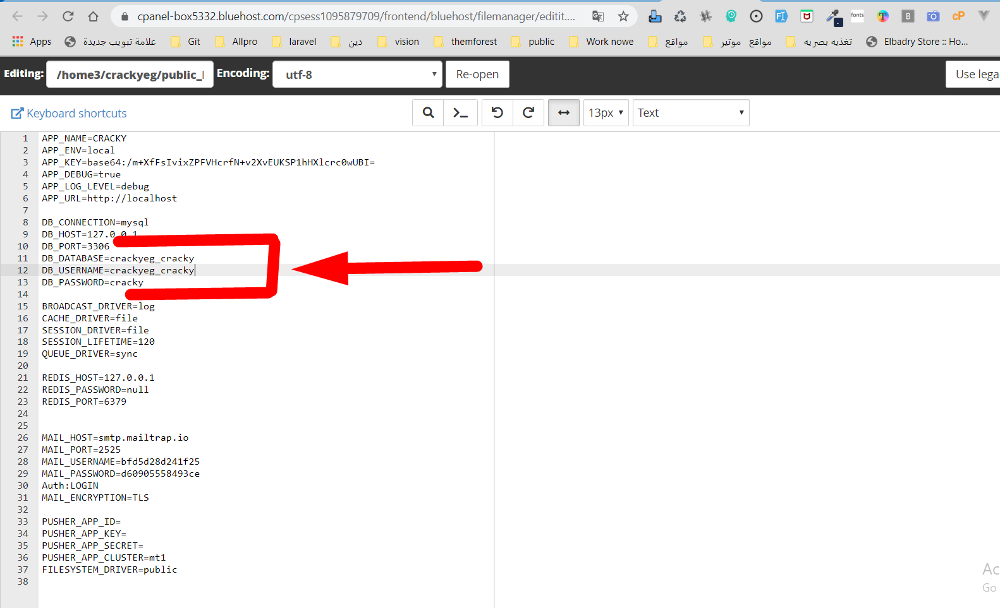 cpanel-box5332.bluehost.com/cpsess1095879709/frontend/bluehost/filemanager/editit....
Apps علامة تبويب جديدة Git Allpro laravel دين vision themforest public Work nowe مواقع مواقع موتير تغذيه بصريه Elbadry Store :: Ho...
Editing: /home3/crackyeg/public_ Encoding: utf-8 Re-open Use lega
Keyboard shortcuts 13px Text
1 APP_NAME=CRACKY
2 APP_ENV=local
3 APP_KEY=base64:/m+XfFsIvixZPFVHcrfN+v2XvEUKSP1hHXlcrc0wUBI=
4 APP_DEBUG=true
5 APP_LOG_LEVEL=debug
6 APP_URL=http://localhost
7
8 DB_CONNECTION=mysql
9 DB_HOST=127.0.0.1
10 DB_PORT=3306
11 DB_DATABASE=crackyeg_cracky
12 DB_USERNAME=crackyeg_cracky
13 DB_PASSWORD=cracky
14
15 BROADCAST_DRIVER=log
16 CACHE_DRIVER=file
17 SESSION_DRIVER=file
18 SESSION_LIFETIME=120
19 QUEUE_DRIVER=sync
20
21 REDIS_HOST=127.0.0.1
22 REDIS_PASSWORD=null
23 REDIS_PORT=6379
24
25
26 MAIL_HOST=smtp.mailtrap.io
27 MAIL_PORT=2525
28 MAIL_USERNAME=bfd5d28d241f25
29 MAIL_PASSWORD=d60905558493ce
30 Auth:LOGIN
31 MAIL_ENCRYPTION=TLS
32
33 PUSHER_APP_ID=
34 PUSHER_APP_KEY=
35 PUSHER_APP_SECRET=
36 PUSHER_APP_CLUSTER=mt1
37 FILESYSTEM_DRIVER=public
38
Ac
Go